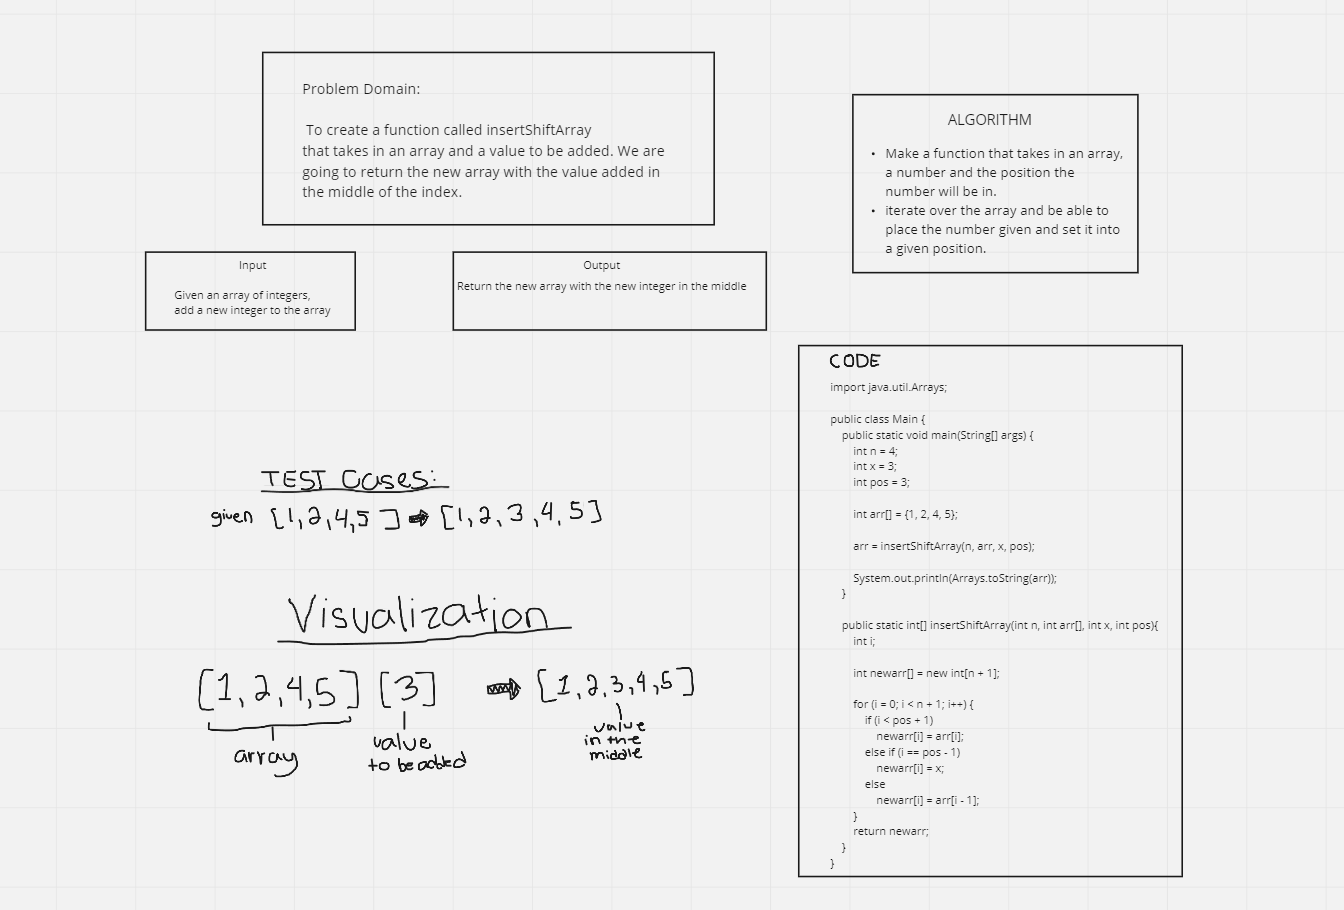 Problem Domain:
To create a function called insertShiftArray
that takes in an array and a value to be added. We are
going to return the new array with the value added in
the middle of the index.
Input
Given an array of integers,
add a new integer to the array
Output
Return the new array with the new integer in the middle
ALGORITHM
• Make a function that takes in an array,
a number and the position the
number will be in.
• iterate over the array and be able to
place the number given and set it into
a given position.
TEST Cases:
given [1,2,4,5] ➡ [1,2,3,4,5]
Visualization
[1,2,4,5] [3] ➡ [1,2,3,4,5]
array
value
to be added
value
in the
middle
CODE
import java.util.Arrays;
public class Main {
public static void main(String[] args) {
int n = 4;
int x = 3;
int pos = 3;
int arr[] = {1, 2, 4, 5};
arr = insertShiftArray(n, arr, x, pos);
System.out.println(Arrays.toString(arr));
}
public static int[] insertShiftArray(int n, int arr[], int x, int pos){
int i;
int newarr[] = new int[n + 1];
for (i = 0; i < n + 1; i++) {
if (i < pos + 1)
newarr[i] = arr[i];
else if (i == pos - 1)
newarr[i] = x;
else
newarr[i] = arr[i - 1];
}
return newarr;
}
}